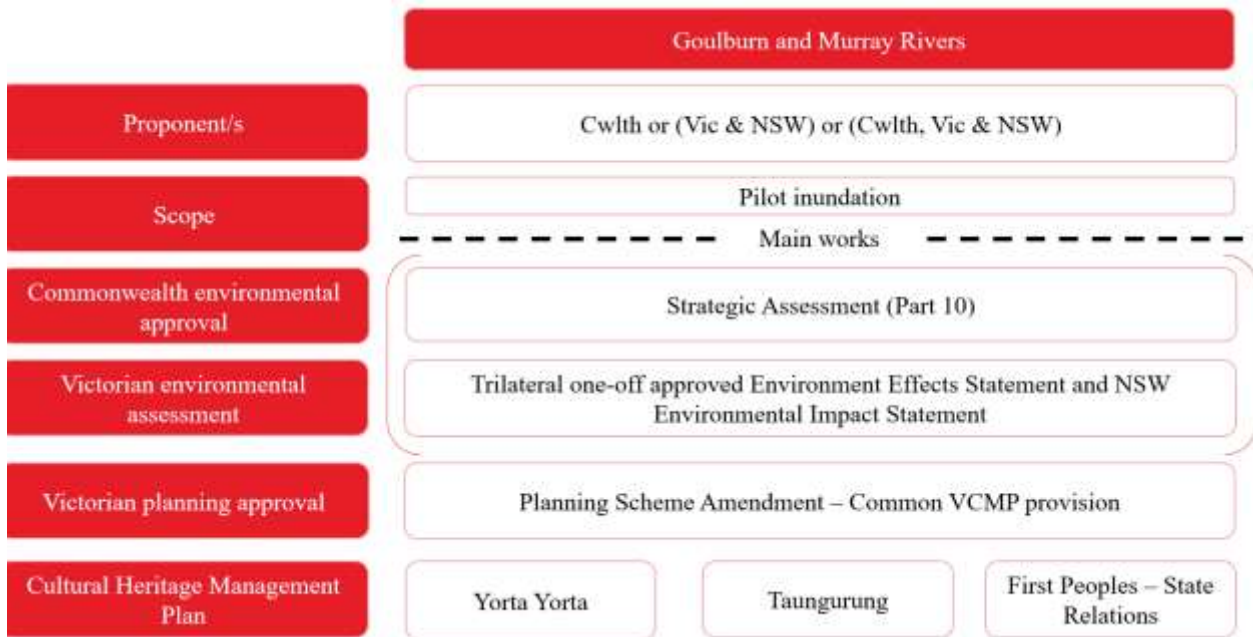 Goulburn and Murray Rivers
Proponent/s
Cwlth or (Vic & NSW) or (Cwlth, Vic & NSW)
Scope
Pilot inundation
Main works
Commonwealth environmental
approval
Strategic Assessment (Part 10)
Victorian environmental
assessment
Trilateral one-off approved Environment Effects Statement and NSW
Environmental Impact Statement
Victorian planning approval
Planning Scheme Amendment – Common VCMP provision
Cultural Heritage Management
Plan
Yorta Yorta
Taungurung
First Peoples – State
Relations